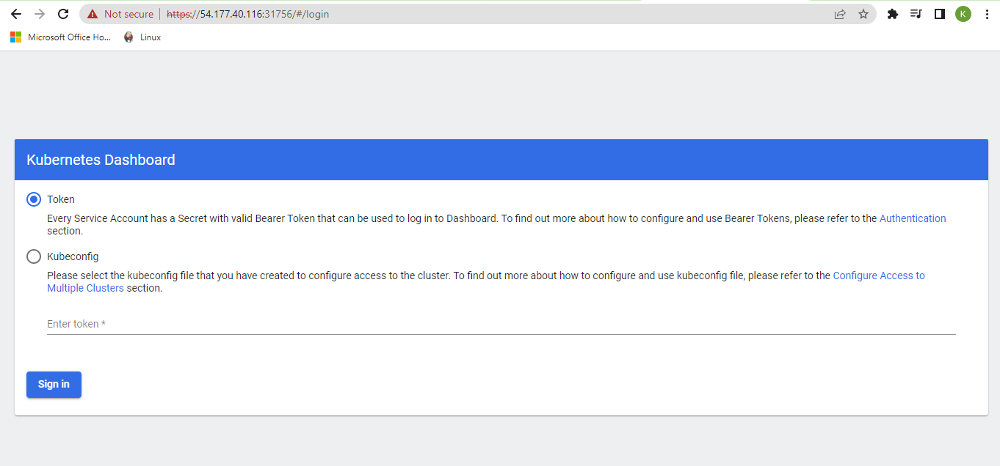 Not secure | https://54.177.40.116:31756/#/login
K
Microsoft Office Ho... Linux
Kubernetes Dashboard
Token
Every Service Account has a Secret with valid Bearer Token that can be used to log in to Dashboard. To find out more about how to configure and use Bearer Tokens, please refer to the Authentication
section.
Kubeconfig
Please select the kubeconfig file that you have created to configure access to the cluster. To find out more about how to configure and use kubeconfig file, please refer to the Configure Access to
Multiple Clusters section.
Enter token *
Sign in